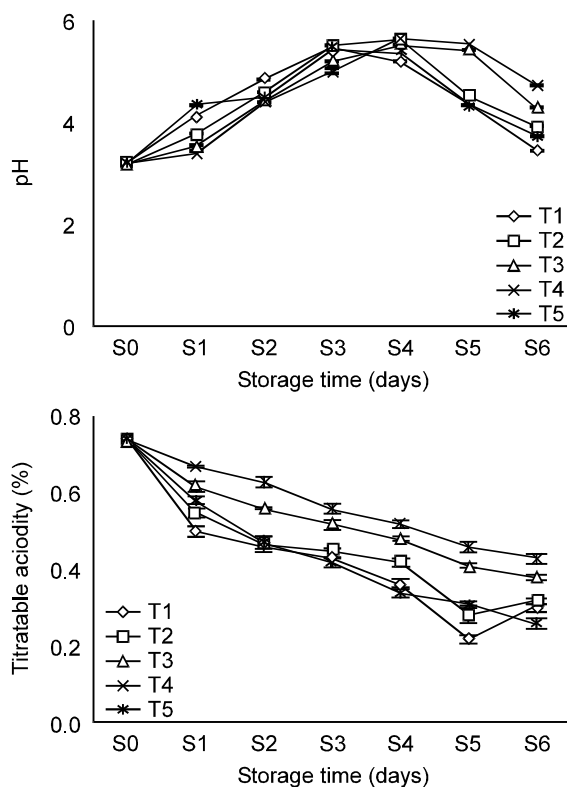 6
4
2
0
pH
T1
T2
T3
T4
T5
S0 S1 S2 S3 S4 S5 S6
Storage time (days)
0.8
0.6
0.4
0.2
0.0
Titratable aciodity (%)
T1
T2
T3
T4
T5
S0 S1 S2 S3 S4 S5 S6
Storage time (days)